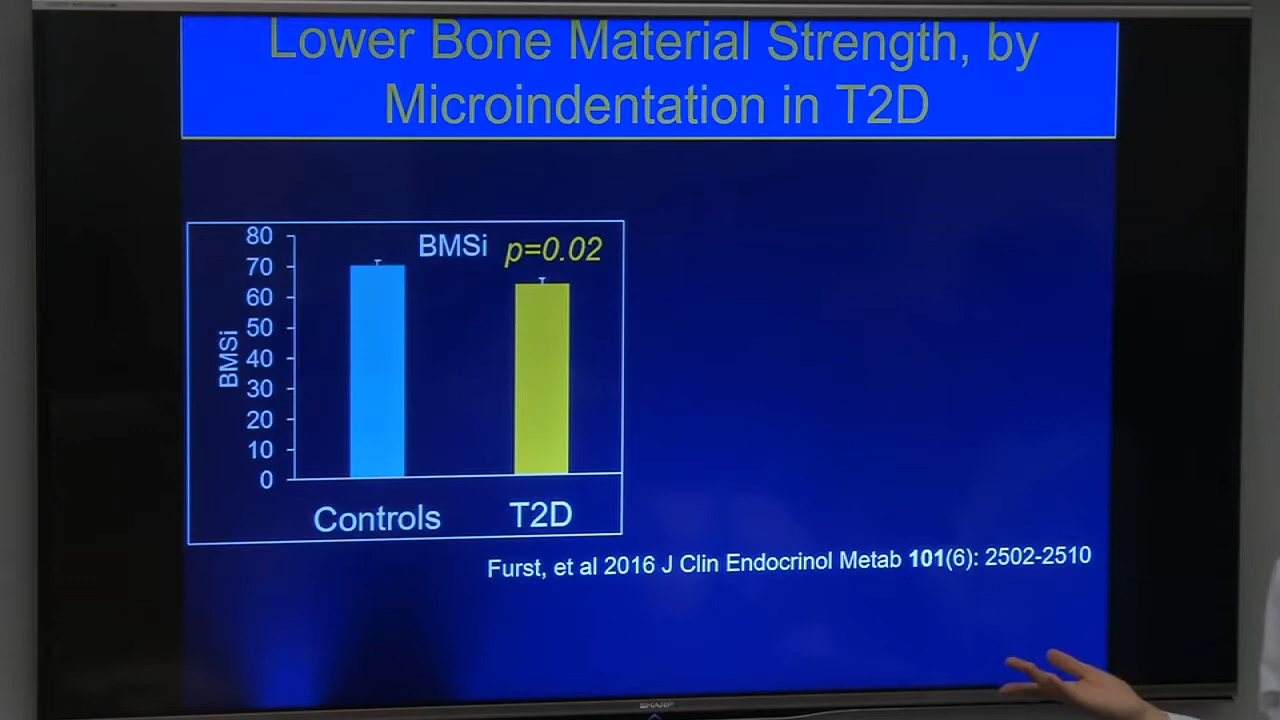 Lower Bone Material Strength, by
Microindentation in T2D
BMSi p=0.02
80
70
60
50
40
30
20
10
0
BMSi
Controls T2D
Furst, et al 2016 J Clin Endocrinol Metab 101(6): 2502-2510
SHARP